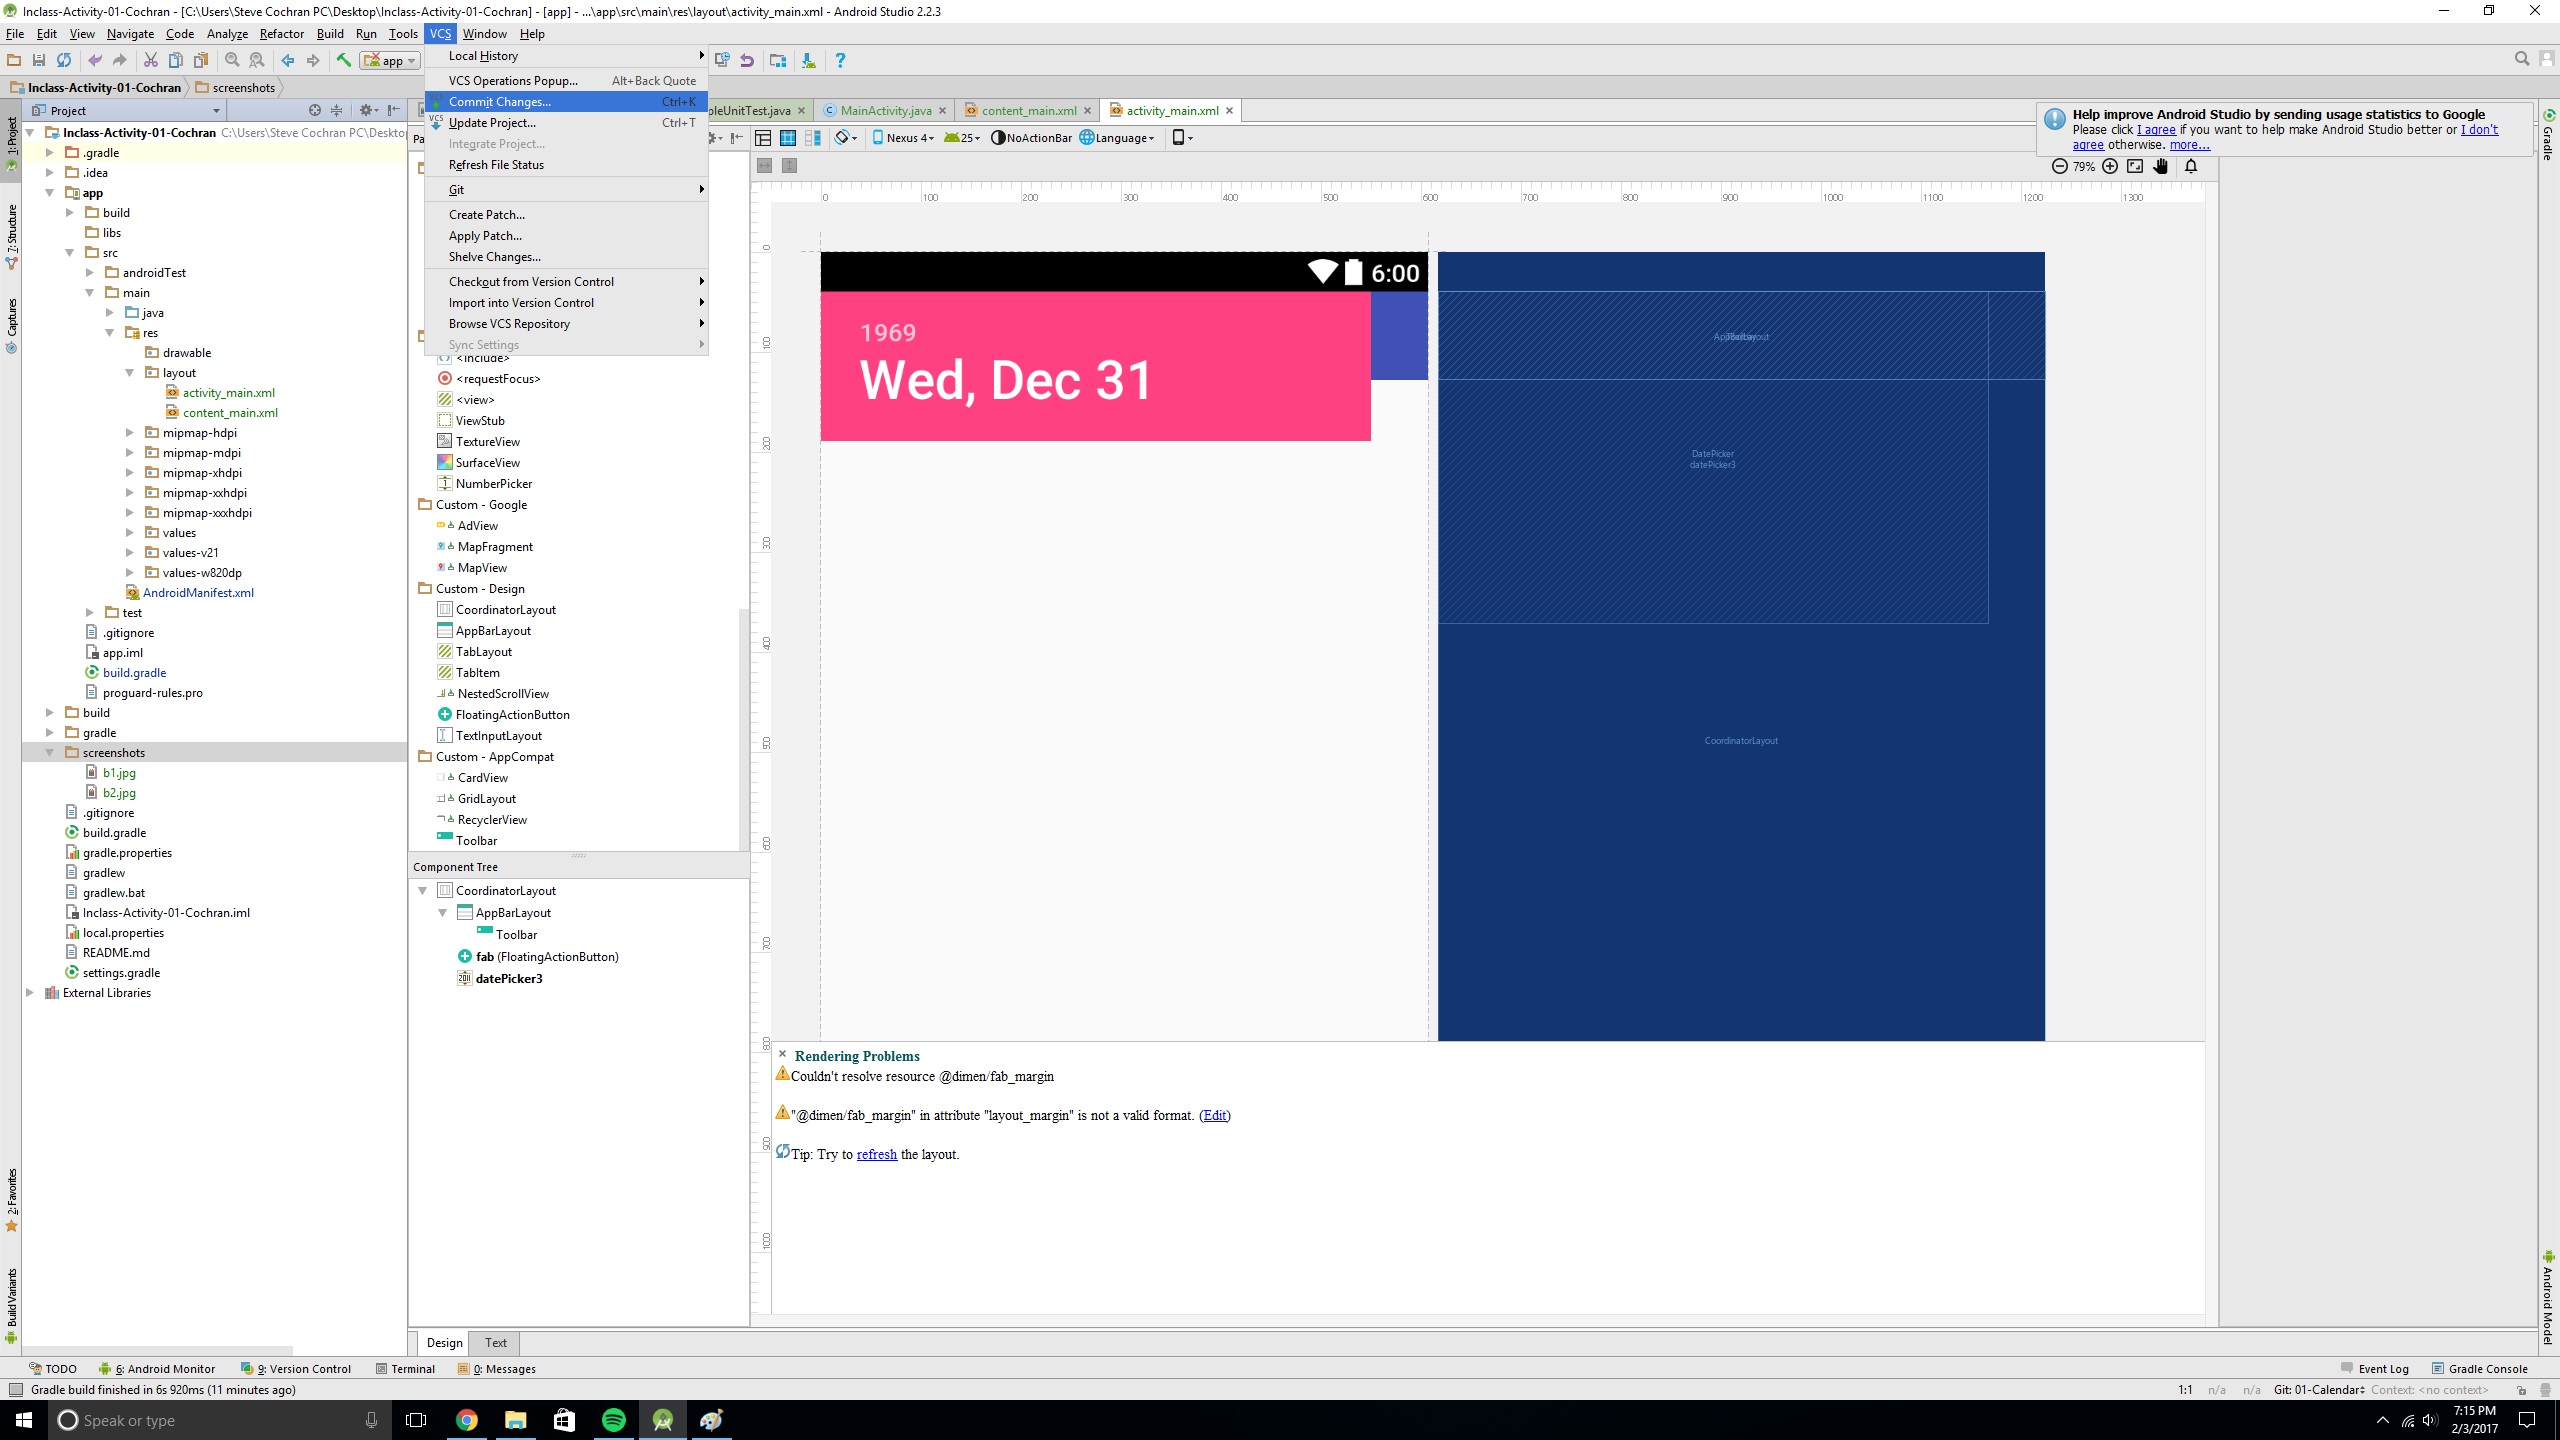 Inclass-Activity-01-Cochran - [C:\Users\Steve Cochran PC\Desktop\Inclass-Activity-01-Cochran] - [app] - ...\app\src\main\res\layout\activity_main.xml - Android Studio 2.2.3
File Edit View Navigate Code Analyze Refactor Build Run Tools VCS Window Help
app
Inclass-Activity-01-Cochran screenshots
Local History
VCS Operations Popup... Alt+Back Quote
Commit Changes... Ctrl+K
Update Project... Ctrl+T
Integrate Project...
Refresh File Status
Git
Create Patch...
Apply Patch...
Shelve Changes...
Checkout from Version Control
Import into Version Control
Browse VCS Repository
Sync Settings
Project
Inclass-Activity-01-Cochran C:\Users\Steve Cochran PC\Deskto
.gradle
.idea
app
build
libs
src
androidTest
main
java
res
drawable
layout
activity_main.xml
content_main.xml
mipmap-hdpi
mipmap-mdpi
mipmap-xhdpi
mipmap-xxhdpi
mipmap-xxxhdpi
values
values-v21
values-w820dp
AndroidManifest.xml
test
.gitignore
app.iml
build.gradle
proguard-rules.pro
build
gradle
screenshots
b1.jpg
b2.jpg
.gitignore
build.gradle
gradle.properties
gradlew
gradlew.bat
Inclass-Activity-01-Cochran.iml
local.properties
README.md
settings.gradle
External Libraries
1: Project
7: Structure
Captures
2: Favorites
Build Variants
Pa
<include>
<requestFocus>
<view>
ViewStub
TextureView
SurfaceView
NumberPicker
Custom - Google
AdView
MapFragment
MapView
Custom - Design
CoordinatorLayout
AppBarLayout
TabLayout
TabItem
NestedScrollView
FloatingActionButton
TextInputLayout
Custom - AppCompat
CardView
GridLayout
RecyclerView
Toolbar
Component Tree
CoordinatorLayout
AppBarLayout
Toolbar
fab (FloatingActionButton)
datePicker3
Design Text
pleUnitTest.java MainActivity.java content_main.xml activity_main.xml
Nexus 4 25 NoActionBar Language
79%
0 100 200 300 400 500 600 700 800 900 1000 1100 1200 1300
0
100
200
300
400
500
600
700
800
900
1000
6:00
1969
Wed, Dec 31
DatePicker
datePicker3
CoordinatorLayout
Rendering Problems
Couldn't resolve resource @dimen/fab_margin
"@dimen/fab_margin" in attribute "layout_margin" is not a valid format. (Edit)
Tip: Try to refresh the layout.
Help improve Android Studio by sending usage statistics to Google
Please click I agree if you want to help make Android Studio better or I don't
agree otherwise. more...
Gradle
Android Model
TODO 6: Android Monitor 9: Version Control Terminal 0: Messages Event Log Gradle Console
Gradle build finished in 6s 920ms (11 minutes ago) 1:1 n/a n/a Git: 01-Calendar Context: <no context>
Speak or type
7:15 PM
2/3/2017